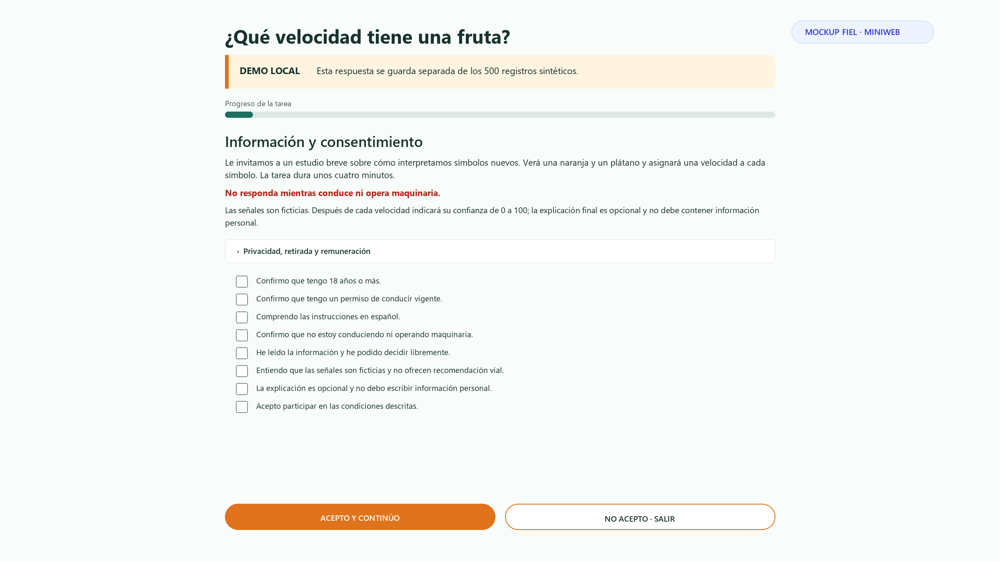 ¿Qué velocidad tiene una fruta?
MOCKUP FIEL · MINIWEB
DEMO LOCAL Esta respuesta se guarda separada de los 500 registros sintéticos.
Progreso de la tarea
Información y consentimiento
Le invitamos a un estudio breve sobre cómo interpretamos símbolos nuevos. Verá una naranja y un plátano y asignará una velocidad a cada
símbolo. La tarea dura unos cuatro minutos.
No responda mientras conduce ni opera maquinaria.
Las señales son ficticias. Después de cada velocidad indicará su confianza de 0 a 100; la explicación final es opcional y no debe contener información
personal.
› Privacidad, retirada y remuneración
Confirmo que tengo 18 años o más.
Confirmo que tengo un permiso de conducir vigente.
Comprendo las instrucciones en español.
Confirmo que no estoy conduciendo ni operando maquinaria.
He leído la información y he podido decidir libremente.
Entiendo que las señales son ficticias y no ofrecen recomendación vial.
La explicación es opcional y no debo escribir información personal.
Acepto participar en las condiciones descritas.
ACEPTO Y CONTINÚO
NO ACEPTO · SALIR